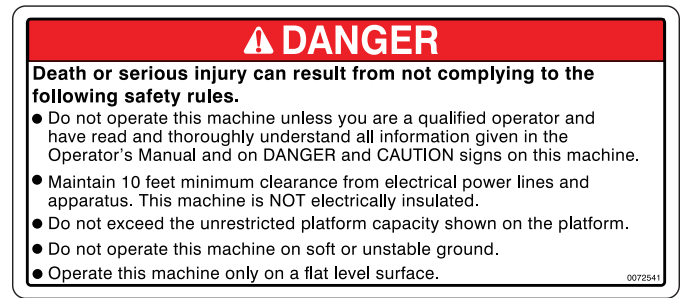 DANGER
Death or serious injury can result from not complying to the
following safety rules.
● Do not operate this machine unless you are a qualified operator and
have read and thoroughly understand all information given in the
Operator's Manual and on DANGER and CAUTION signs on this machine.
● Maintain 10 feet minimum clearance from electrical power lines and
apparatus. This machine is NOT electrically insulated.
● Do not exceed the unrestricted platform capacity shown on the platform.
● Do not operate this machine on soft or unstable ground.
● Operate this machine only on a flat level surface.
0072541